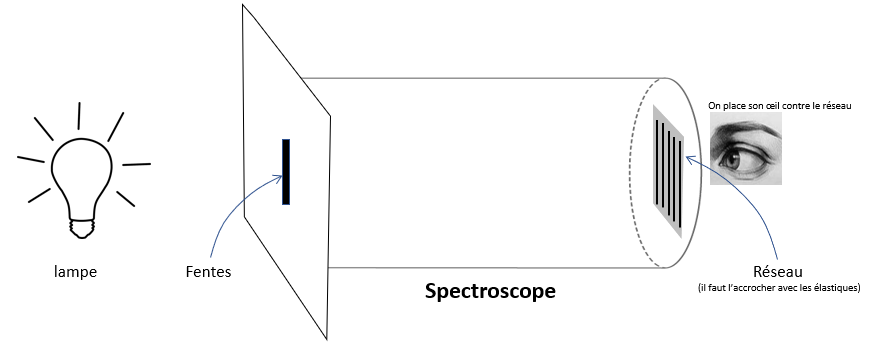 On place son œil contre le réseau
lampe
Fentes
Réseau
(il faut l'accrocher avec les élastiques)
Spectroscope